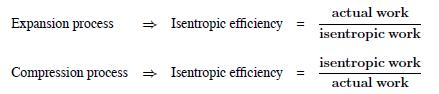 Expansion process ⇒ Isentropic efficiency = actual work / isentropic work
Compression process ⇒ Isentropic efficiency = isentropic work / actual work